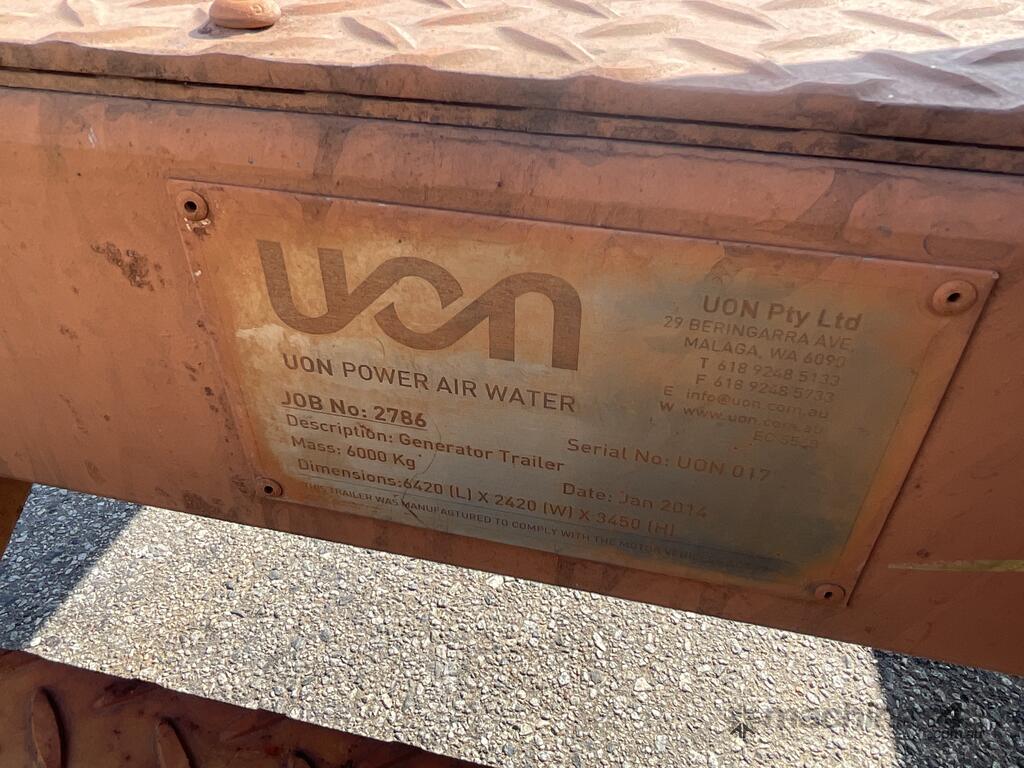 UON
UON POWER AIR WATER
UON Pty Ltd
29 BERINGARRA AVE,
MALAGA, WA 6090
T 618 9248 5133
F 618 9248 5733
E info@uon.com.au
W www.uon.com.au
JOB No: 2786
Description: Generator Trailer
Serial No: UON 017
Mass: 6000 Kg
Date: Jan 2014
Dimensions:6420 (L) X 2420 (W) X 3450 (H)
THIS TRAILER WAS MANUFACTURED TO COMPLY WITH THE MOTOR